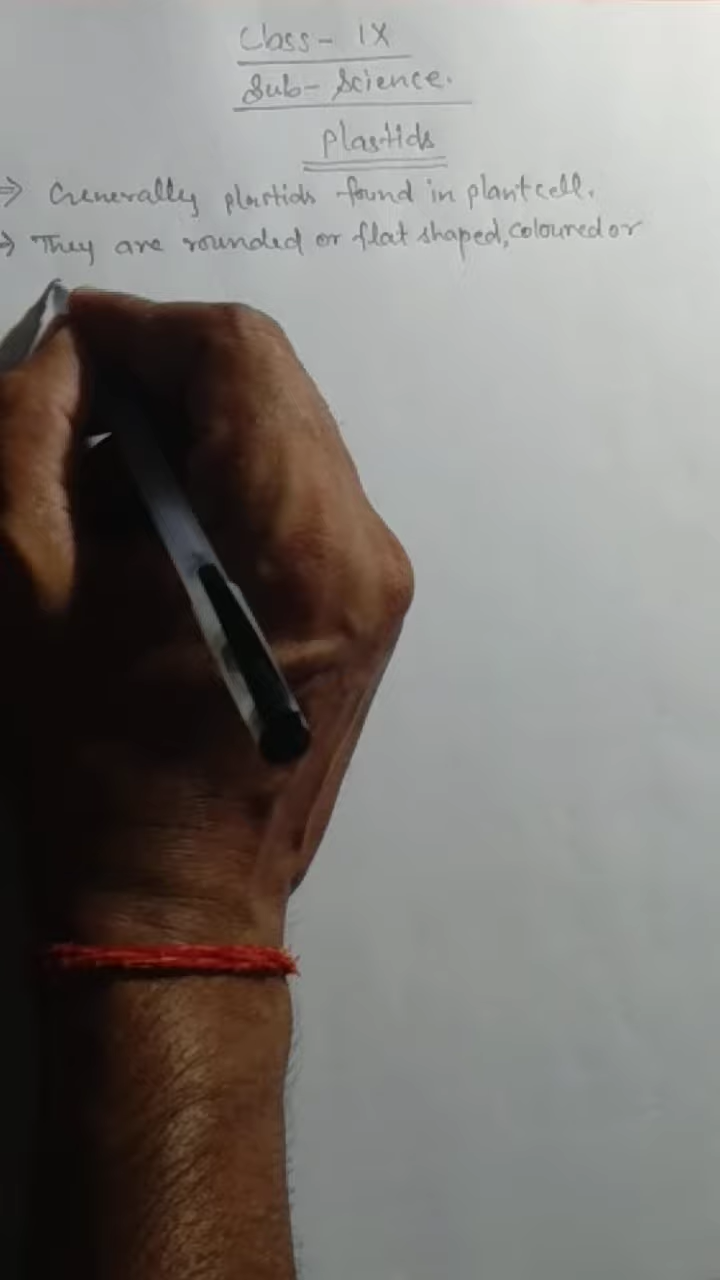 Class - IX
Sub - Science.
Plastids
⇒ Generally plastids found in plant cell.
⇒ They are rounded or flat shaped, coloured or